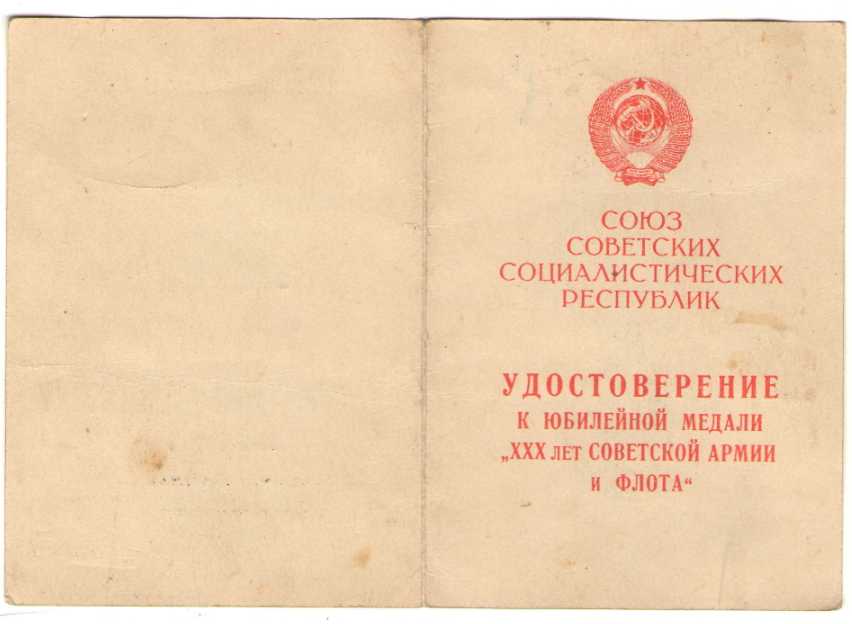 СОЮЗ
СОВЕТСКИХ
СОЦИАЛИСТИЧЕСКИХ
РЕСПУБЛИК
УДОСТОВЕРЕНИЕ
К ЮБИЛЕЙНОЙ МЕДАЛИ
„XXX ЛЕТ СОВЕТСКОЙ АРМИИ
И ФЛОТА“